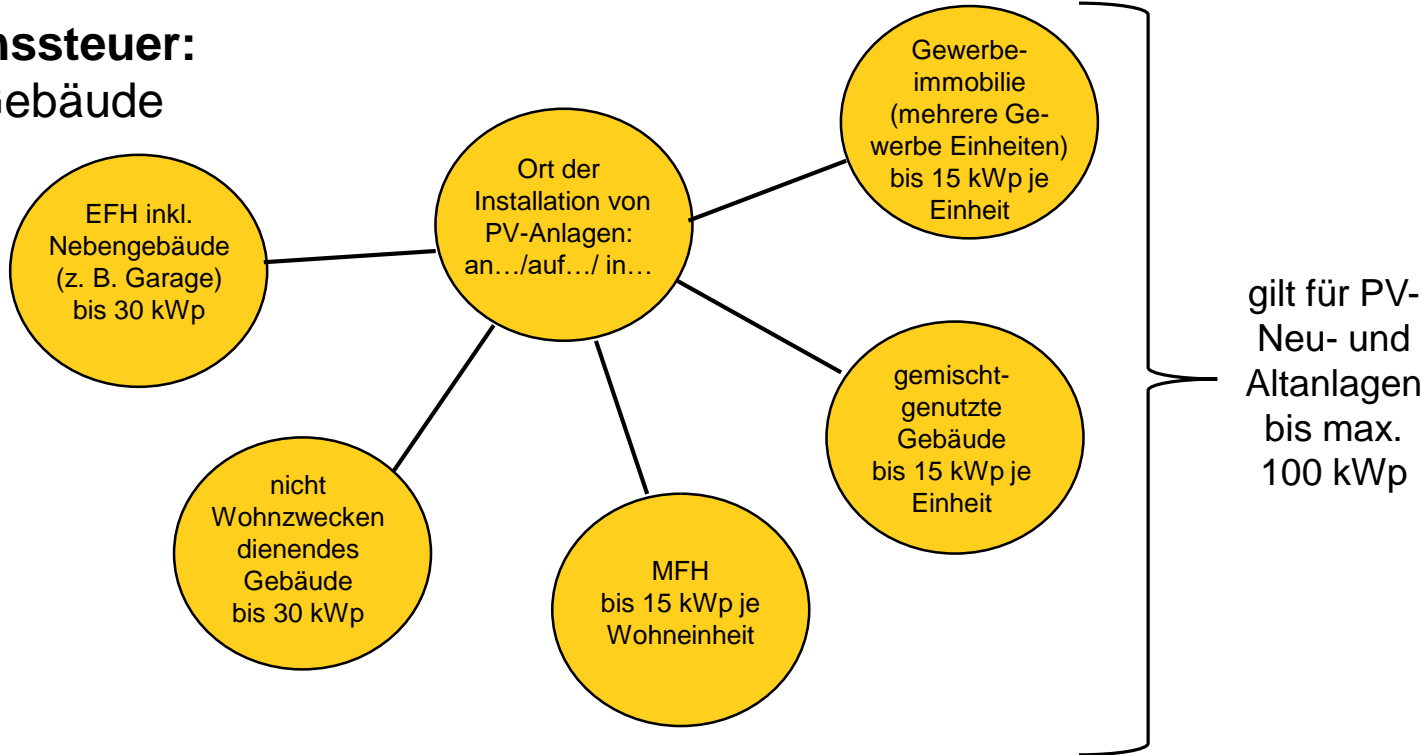 nssteuer:
Gebäude
Gewerbe-
immobilie
(mehrere Ge-
werbe Einheiten)
bis 15 kWp je
Einheit
Ort der
Installation von
PV-Anlagen:
an…/auf…/ in…
EFH inkl.
Nebengebäude
(z. B. Garage)
bis 30 kWp
gemischt-
genutzte
Gebäude
bis 15 kWp je
Einheit
nicht
Wohnzwecken
dienendes
Gebäude
bis 30 kWp
MFH
bis 15 kWp je
Wohneinheit
gilt für PV-
Neu- und
Altanlagen
bis max.
100 kWp